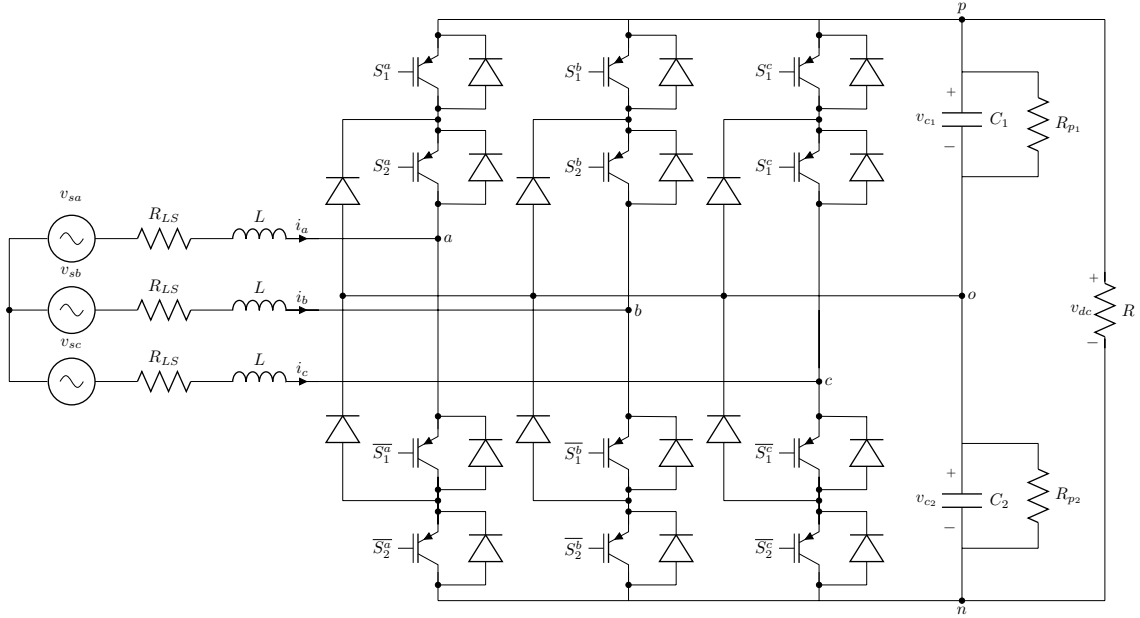 p
S_1^a
S_1^b
S_1^c
+
v_{c_1}
C_1
R_{p_1}
−
S_2^a
S_2^b
S_1^c
v_{sa}
R_{LS}
L
i_a
a
v_{sb}
R_{LS}
L
i_b
b
o
+
v_{dc}
R
−
v_{sc}
R_{LS}
L
i_c
c
\overline{S_1^a}
\overline{S_1^b}
\overline{S_1^c}
+
v_{c_2}
C_2
R_{p_2}
−
\overline{S_2^a}
\overline{S_2^b}
\overline{S_2^c}
n